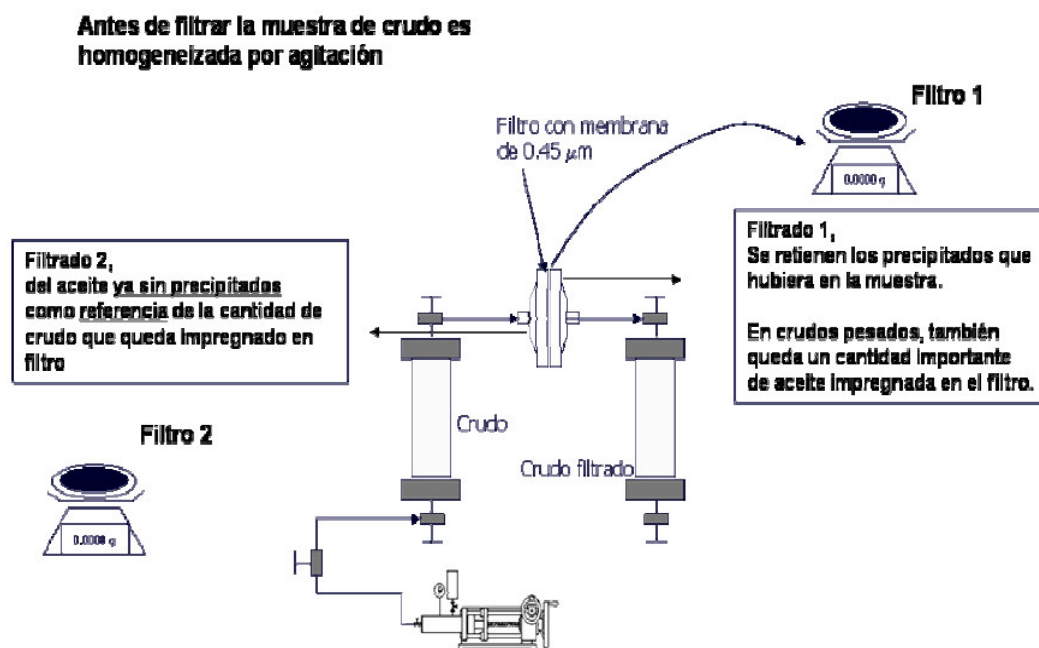 Antes de filtrar la muestra de crudo es
homogeneizada por agitación
Filtro 1
Filtro con membrana
de 0.45 μm
0.0000 g
Filtrado 1,
Se retienen los precipitados que
hubiera en la muestra.
En crudos pesados, también
queda un cantidad importante
de aceite impregnada en el filtro.
Filtrado 2,
del aceite ya sin precipitados
como referencia de la cantidad de
crudo que queda impregnado en
filtro
Filtro 2
0.0000 g
Crudo
Crudo filtrado